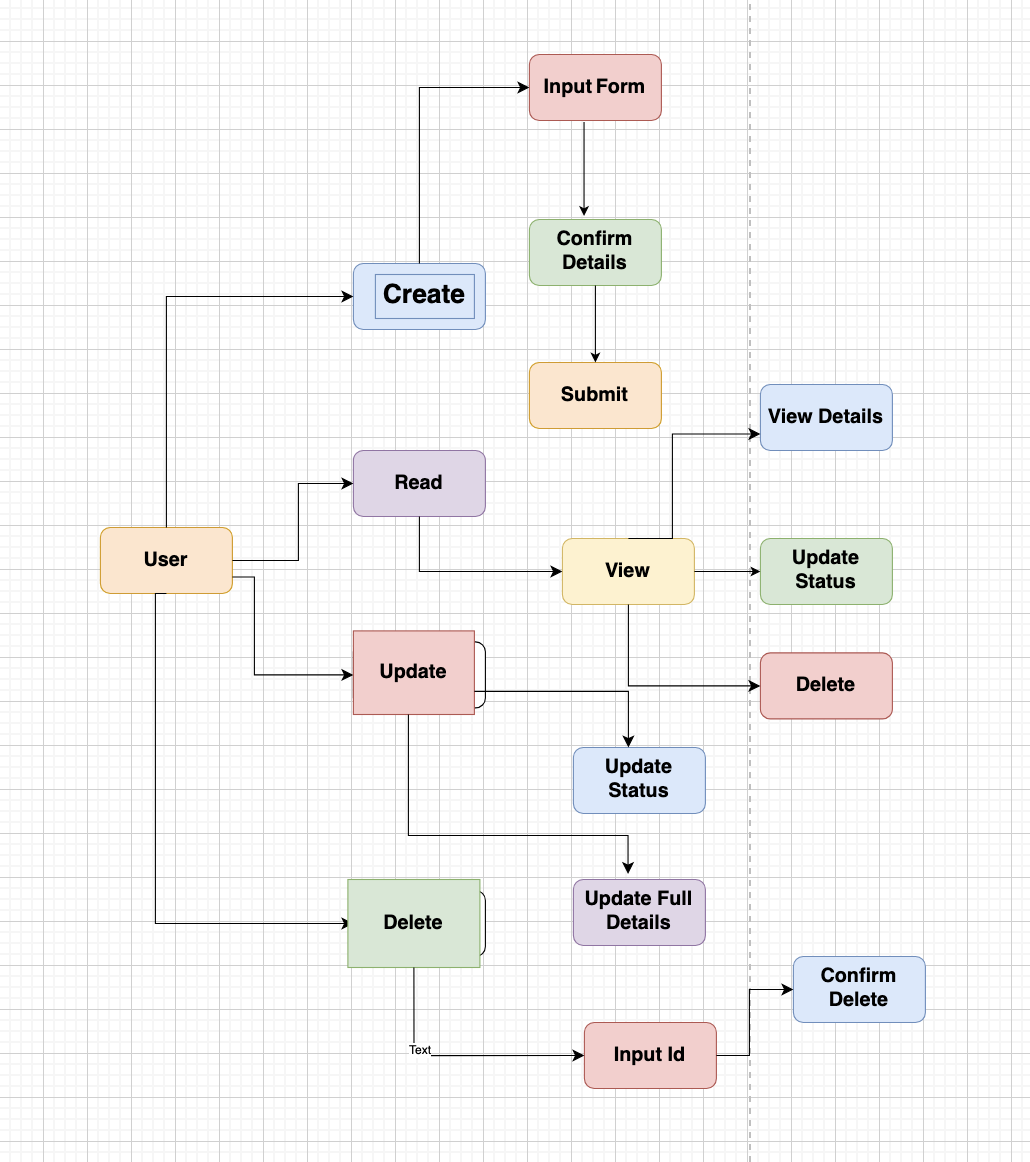 Input Form
Confirm
Details
Create
Submit
View Details
Read
User
View
Update
Status
Update
Delete
Update
Status
Update Full
Details
Delete
Confirm
Delete
Text
Input Id